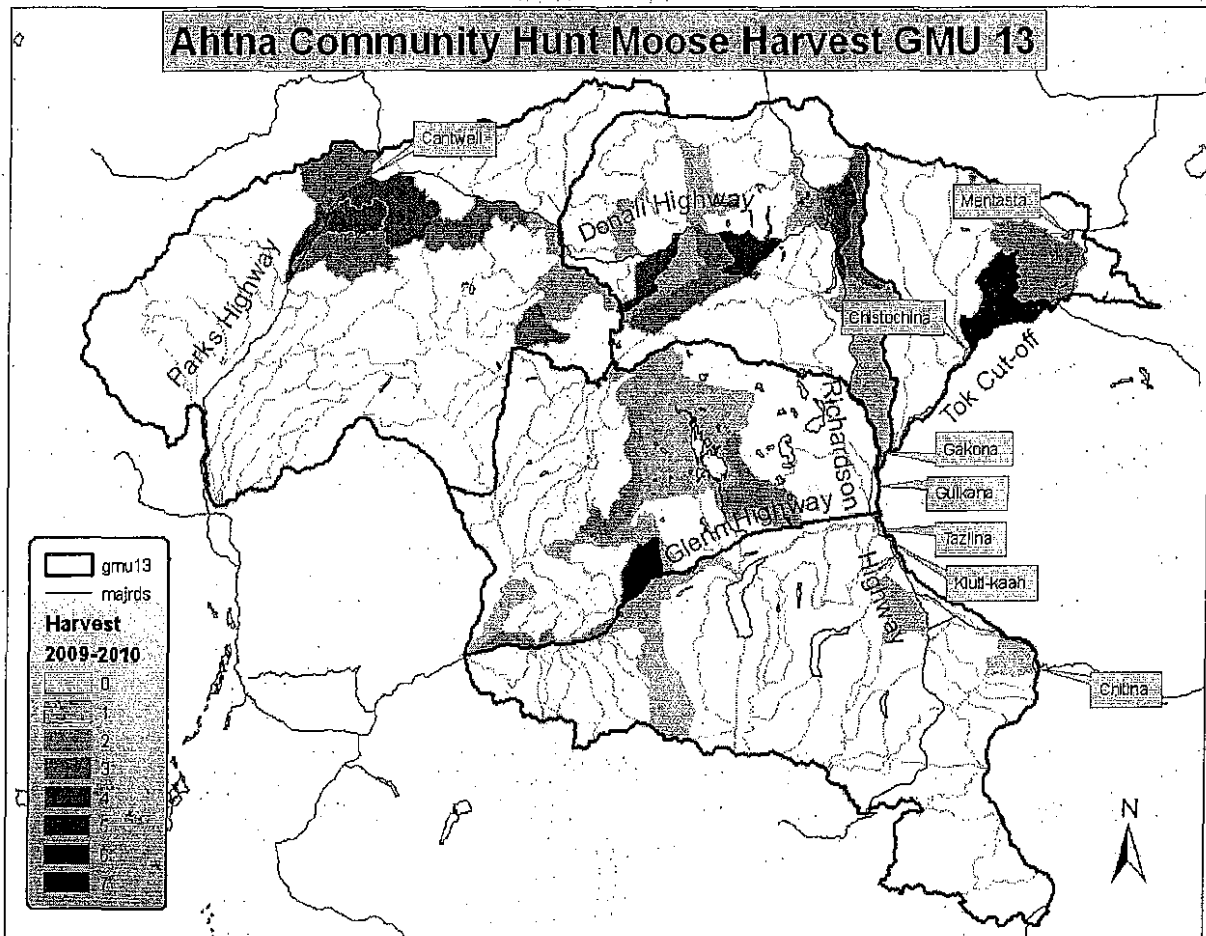 Ahtna Community Hunt Moose Harvest GMU 13
Cantwell
Mentasta
Denali Highway
Parks Highway
Chistochina
Tok Cut-off
Richardson
Highway
Gakona
Gulkana
Glenn Highway
Tazlina
Kluti-kaah
Chitina
gmu13
majrds
Harvest
2009-2010
0
1
2
3
4
5
6
7
N